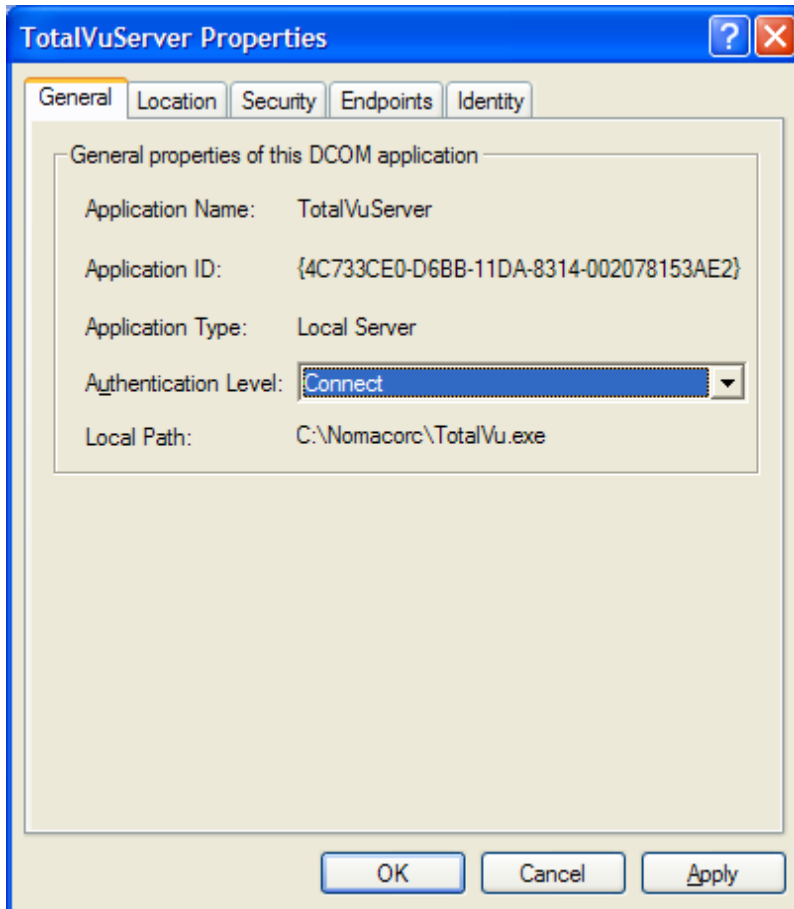 TotalVuServer Properties
General Location Security Endpoints Identity
General properties of this DCOM application
Application Name: TotalVuServer
Application ID: {4C733CE0-D6BB-11DA-8314-002078153AE2}
Application Type: Local Server
Authentication Level: Connect
Local Path: C:\Nomacorc\TotalVu.exe
OK Cancel Apply